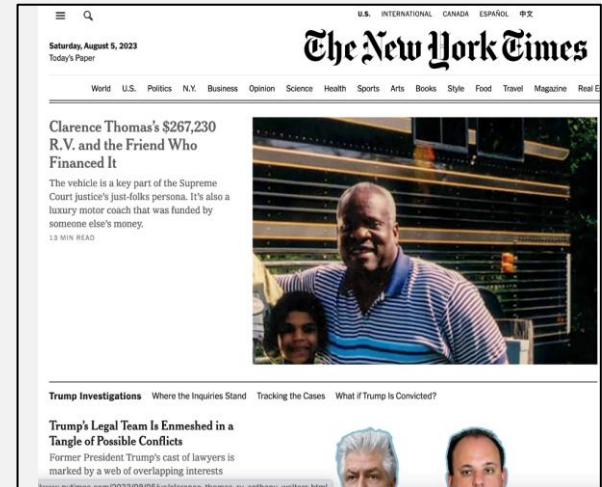 U.S. INTERNATIONAL CANADA ESPAÑOL 中文
Saturday, August 5, 2023
Today's Paper
The New York Times
World U.S. Politics N.Y. Business Opinion Science Health Sports Arts Books Style Food Travel Magazine Real E
Clarence Thomas's $267,230
R.V. and the Friend Who
Financed It
The vehicle is a key part of the Supreme
Court justice's just-folks persona. It's also a
luxury motor coach that was funded by
someone else's money.
13 MIN READ
Trump Investigations Where the Inquiries Stand Tracking the Cases What if Trump Is Convicted?
Trump's Legal Team Is Enmeshed in a
Tangle of Possible Conflicts
Former President Trump's cast of lawyers is
marked by a web of overlapping interests